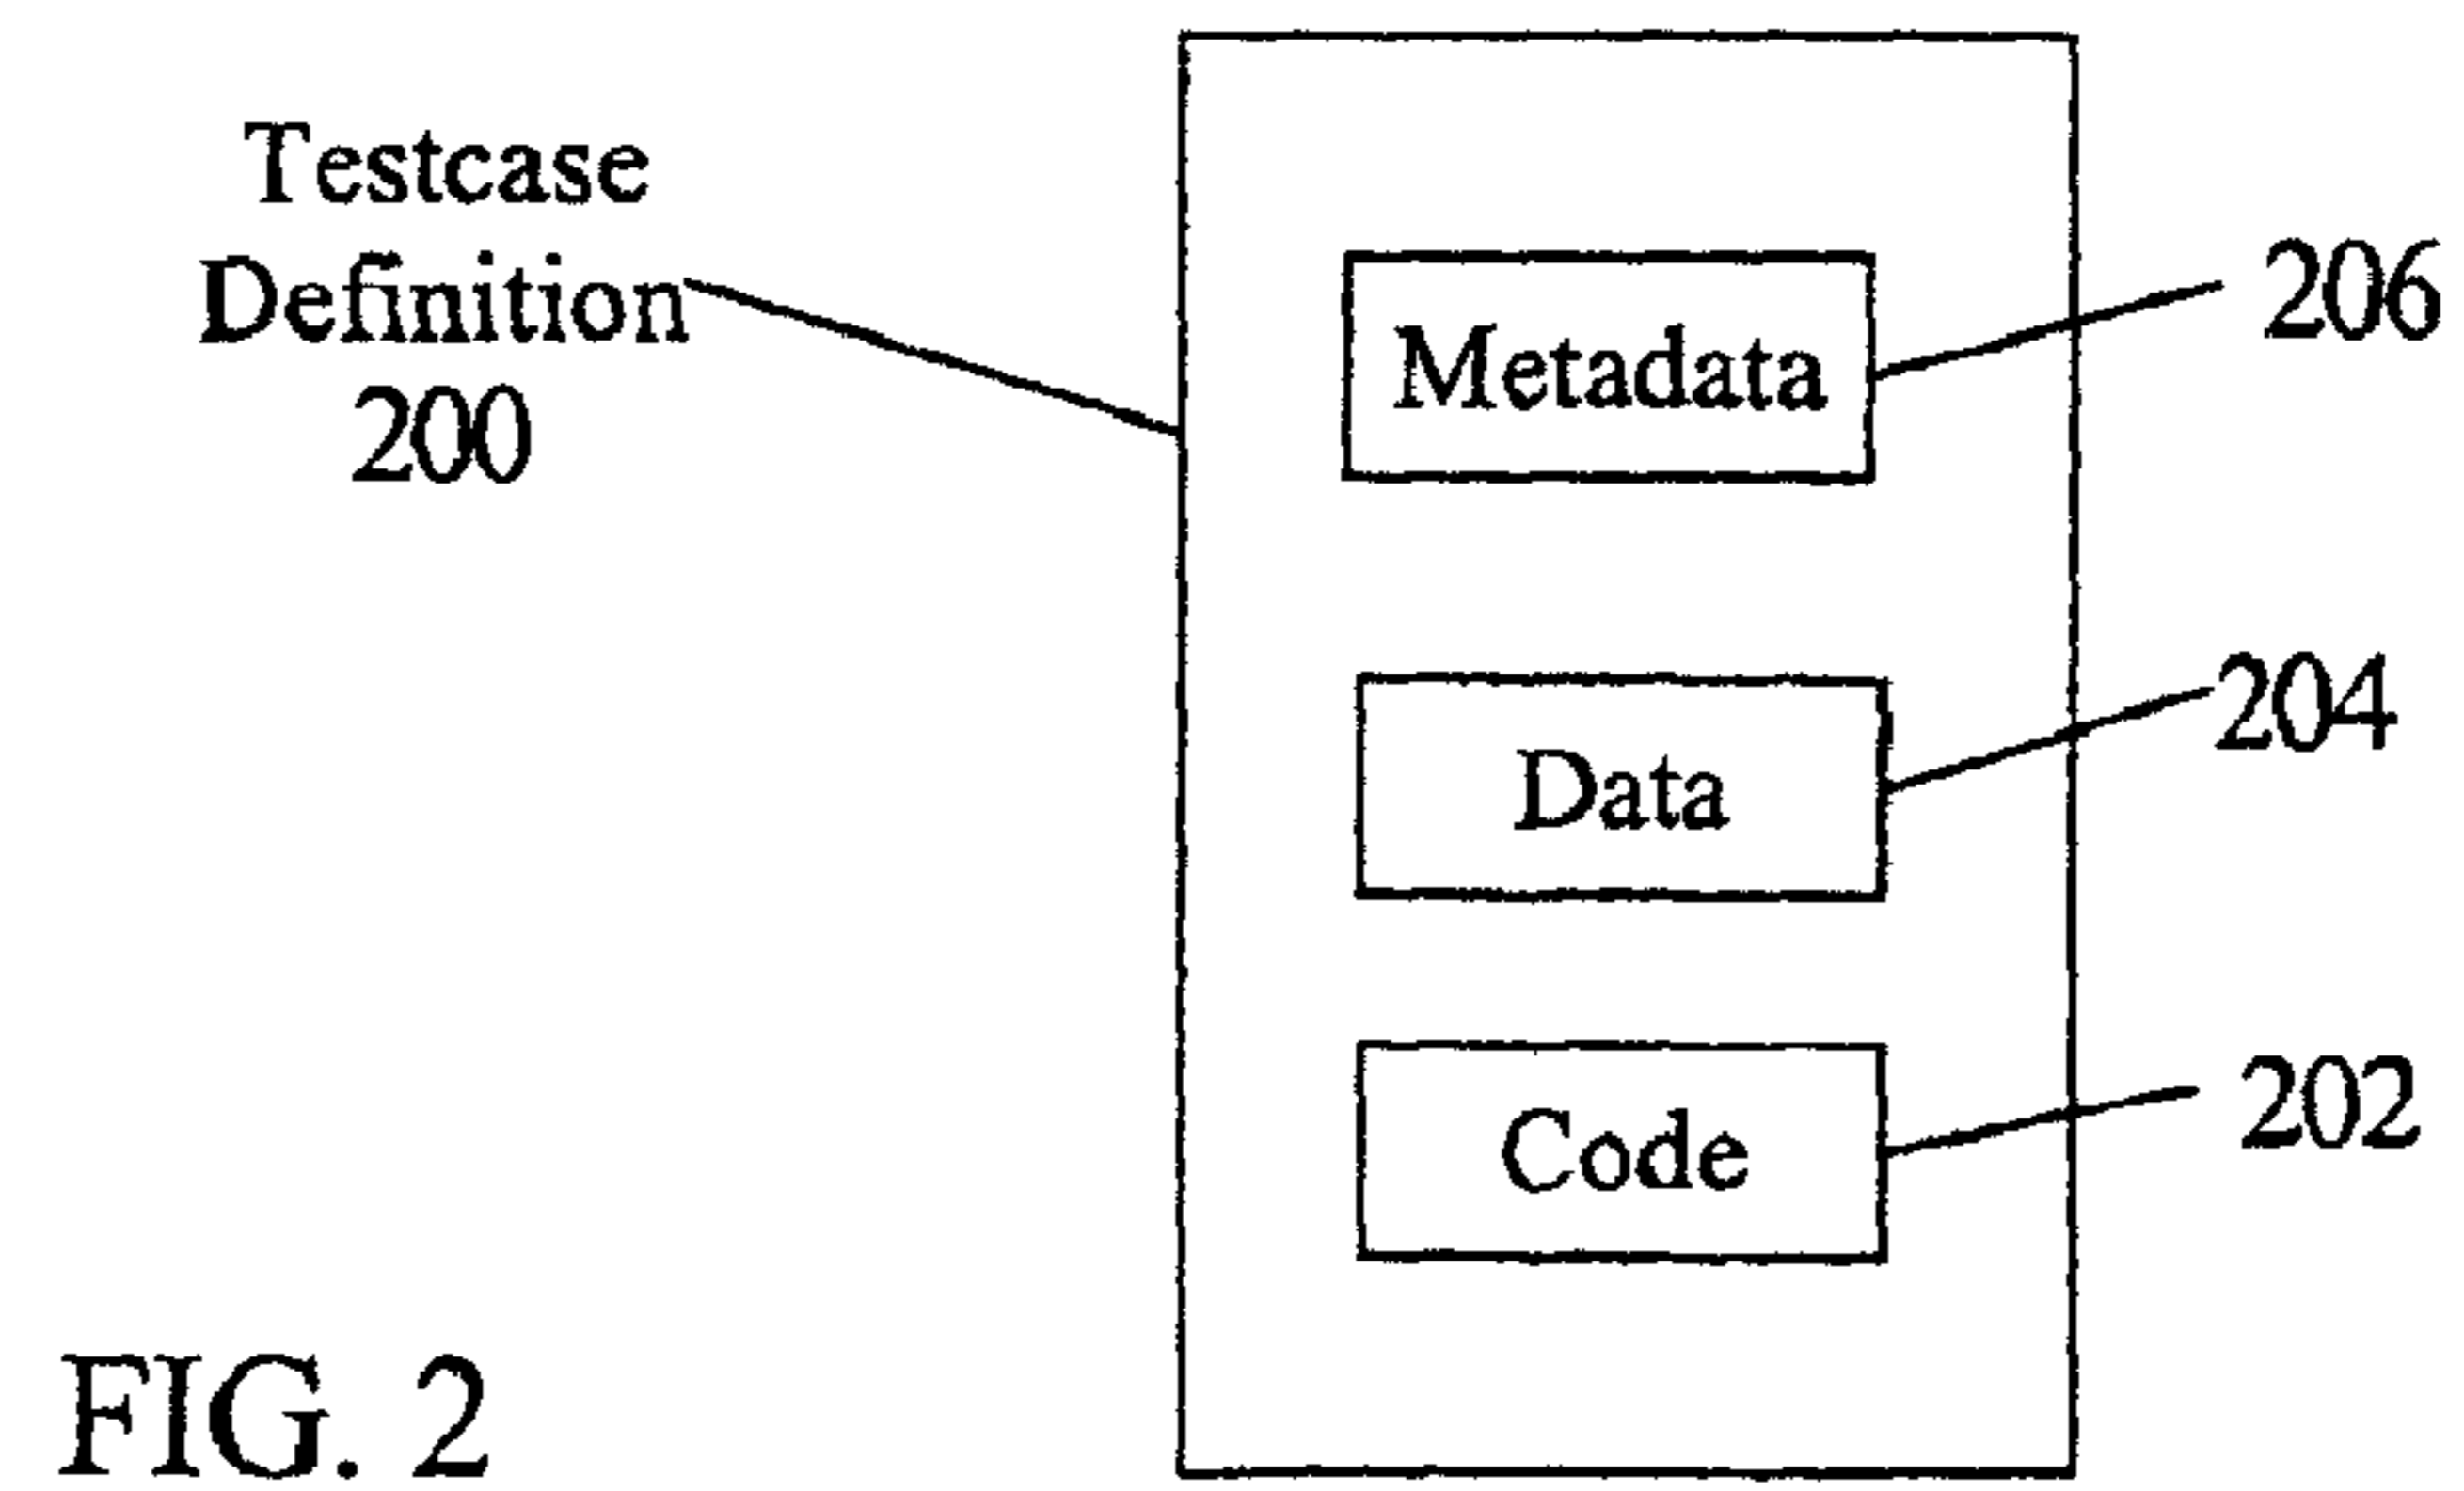 Testcase
Definition
200
Metadata
206
Data
204
Code
202
FIG. 2